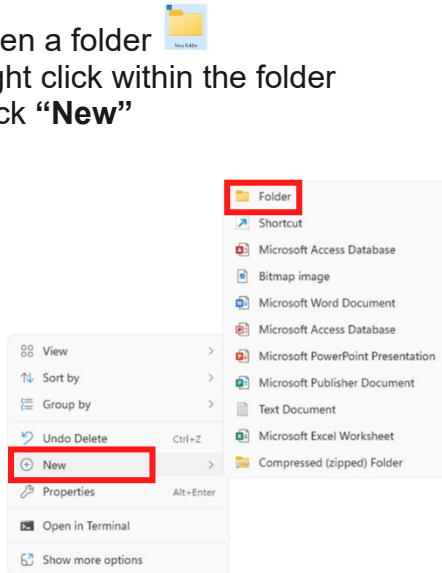 en a folder
New folder
ght click within the folder
ck “New”
Folder
Shortcut
Microsoft Access Database
Bitmap image
Microsoft Word Document
Microsoft Access Database
Microsoft PowerPoint Presentation
Microsoft Publisher Document
Text Document
Microsoft Excel Worksheet
Compressed (zipped) Folder
View
Sort by
Group by
Undo Delete Ctrl+Z
New
Properties Alt+Enter
Open in Terminal
Show more options